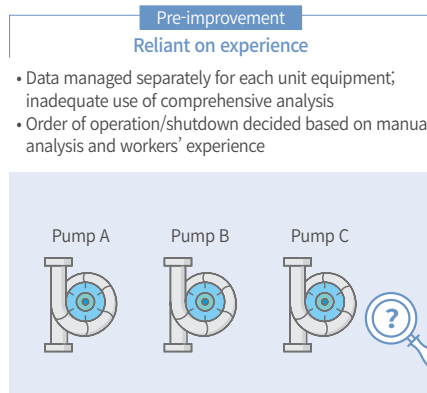 Pre-improvement
Reliant on experience
• Data managed separately for each unit equipment;
inadequate use of comprehensive analysis
• Order of operation/shutdown decided based on manua
analysis and workers’ experience
Pump A Pump B Pump C
?